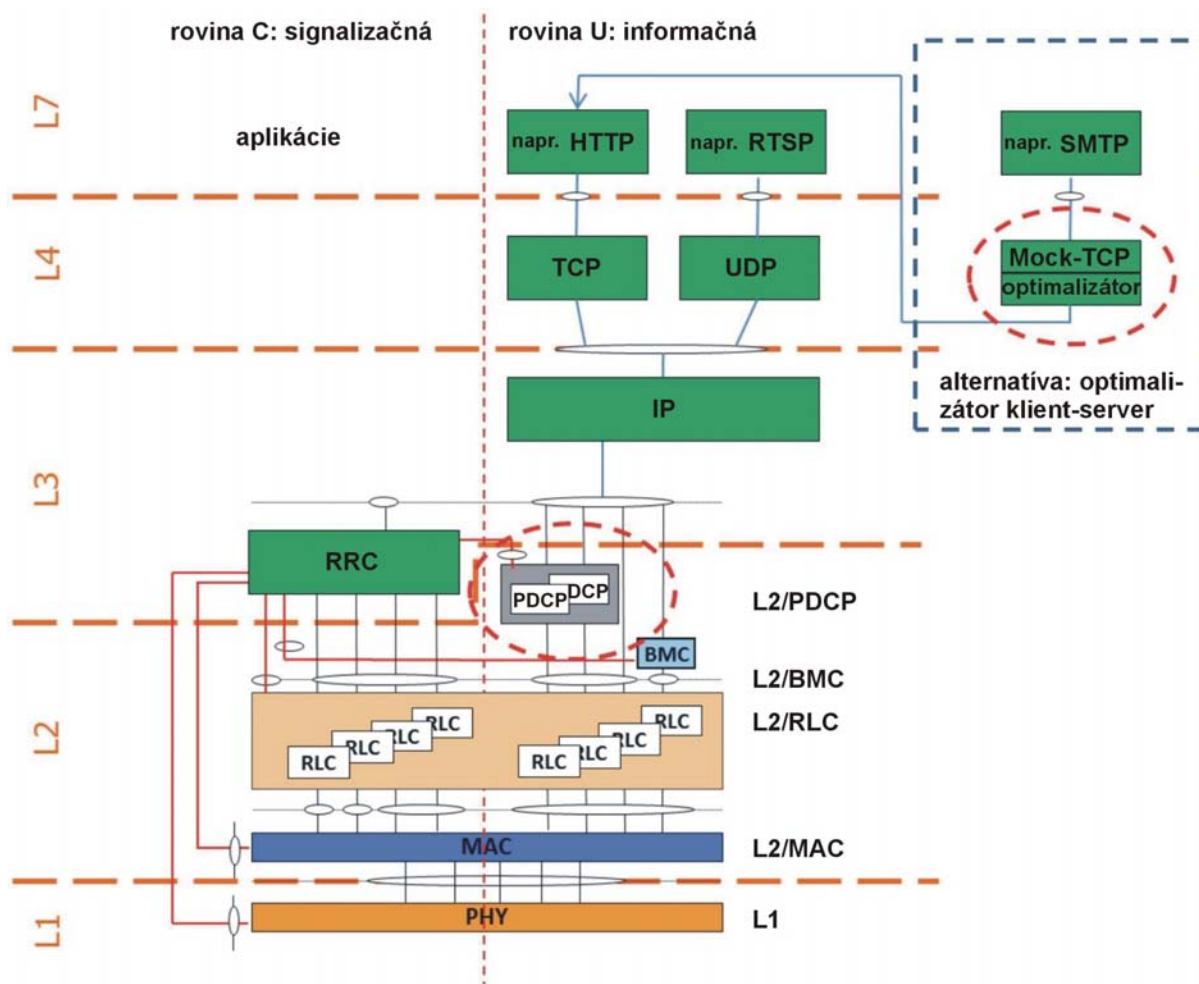 rovina C: signalizačná
rovina U: informačná
L7
aplikácie
napr. HTTP
napr. RTSP
napr. SMTP
L4
TCP
UDP
Mock-TCP
optimalizátor
IP
alternatíva: optimali-
zátor klient-server
L3
RRC
PDCP
DCP
L2/PDCP
BMC
L2/BMC
L2
L2/RLC
RLC
RLC
RLC
RLC
RLC
RLC
RLC
RLC
MAC
L2/MAC
L1
PHY
L1